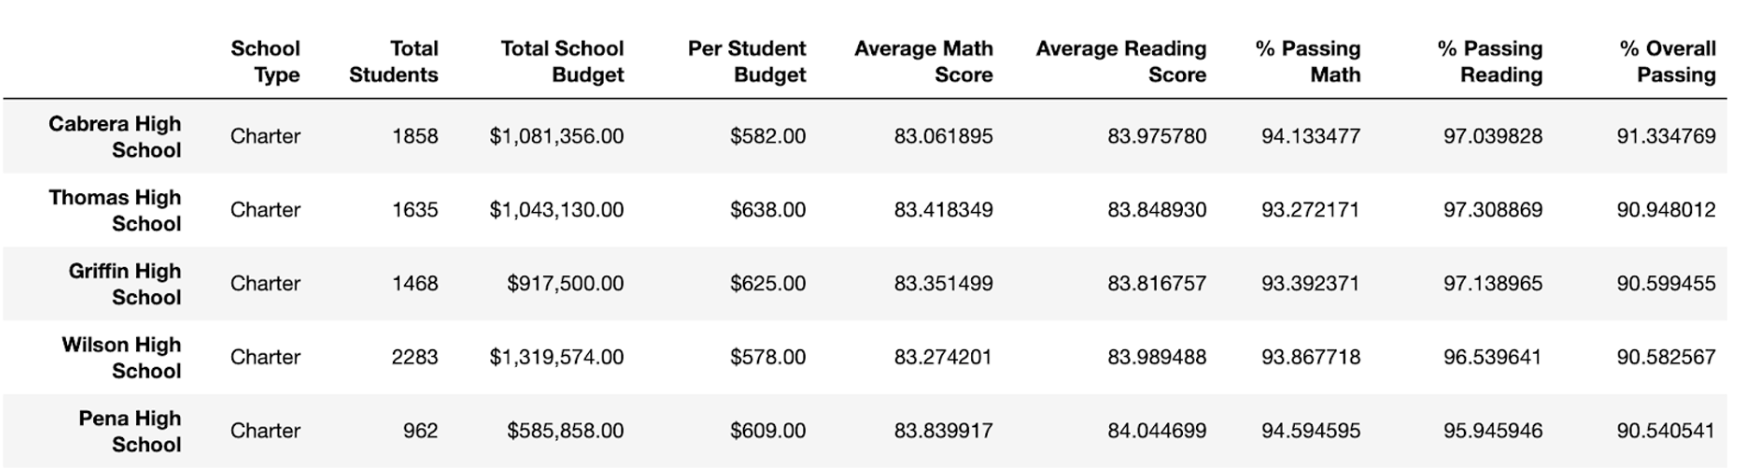 School Type Total Students Total School Budget Per Student Budget Average Math Score Average Reading Score % Passing Math % Passing Reading % Overall Passing
Cabrera High School Charter 1858 $1,081,356.00 $582.00 83.061895 83.975780 94.133477 97.039828 91.334769
Thomas High School Charter 1635 $1,043,130.00 $638.00 83.418349 83.848930 93.272171 97.308869 90.948012
Griffin High School Charter 1468 $917,500.00 $625.00 83.351499 83.816757 93.392371 97.138965 90.599455
Wilson High School Charter 2283 $1,319,574.00 $578.00 83.274201 83.989488 93.867718 96.539641 90.582567
Pena High School Charter 962 $585,858.00 $609.00 83.839917 84.044699 94.594595 95.945946 90.540541